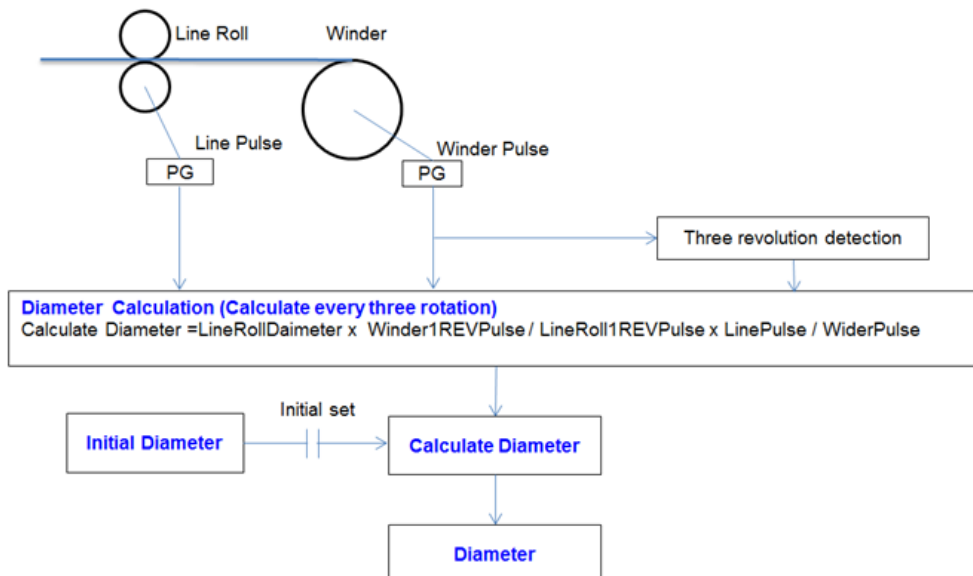 Line Roll
Winder
Line Pulse
Winder Pulse
PG
PG
Three revolution detection
Diameter Calculation (Calculate every three rotation)
Calculate Diameter =LineRollDaimeter x Winder1REVPulse / LineRoll1REVPulse x LinePulse / WiderPulse
Initial set
Initial Diameter
Calculate Diameter
Diameter